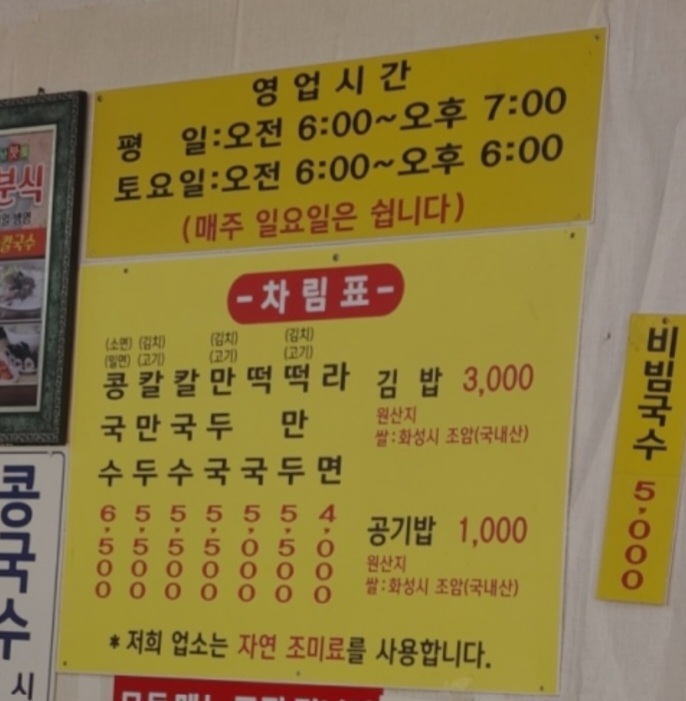 영업시간
평 일:오전 6:00~오후 7:00
토요일:오전 6:00~오후 6:00
(매주 일요일은 쉽니다)
-차림표-
(소면)
(밀면)
콩국수
6,500
(김치)
(고기)
칼만두
5,500
칼국수
5,500
(김치)
(고기)
만두국
5,500
떡국
5,000
(김치)
(고기)
떡만두
5,500
라면
4,000
김밥 3,000
원산지
쌀:화성시 조암(국내산)
공기밥 1,000
원산지
쌀:화성시 조암(국내산)
*저희 업소는 자연 조미료를 사용합니다.
비빔국수
5,000
분식
콩국수
시